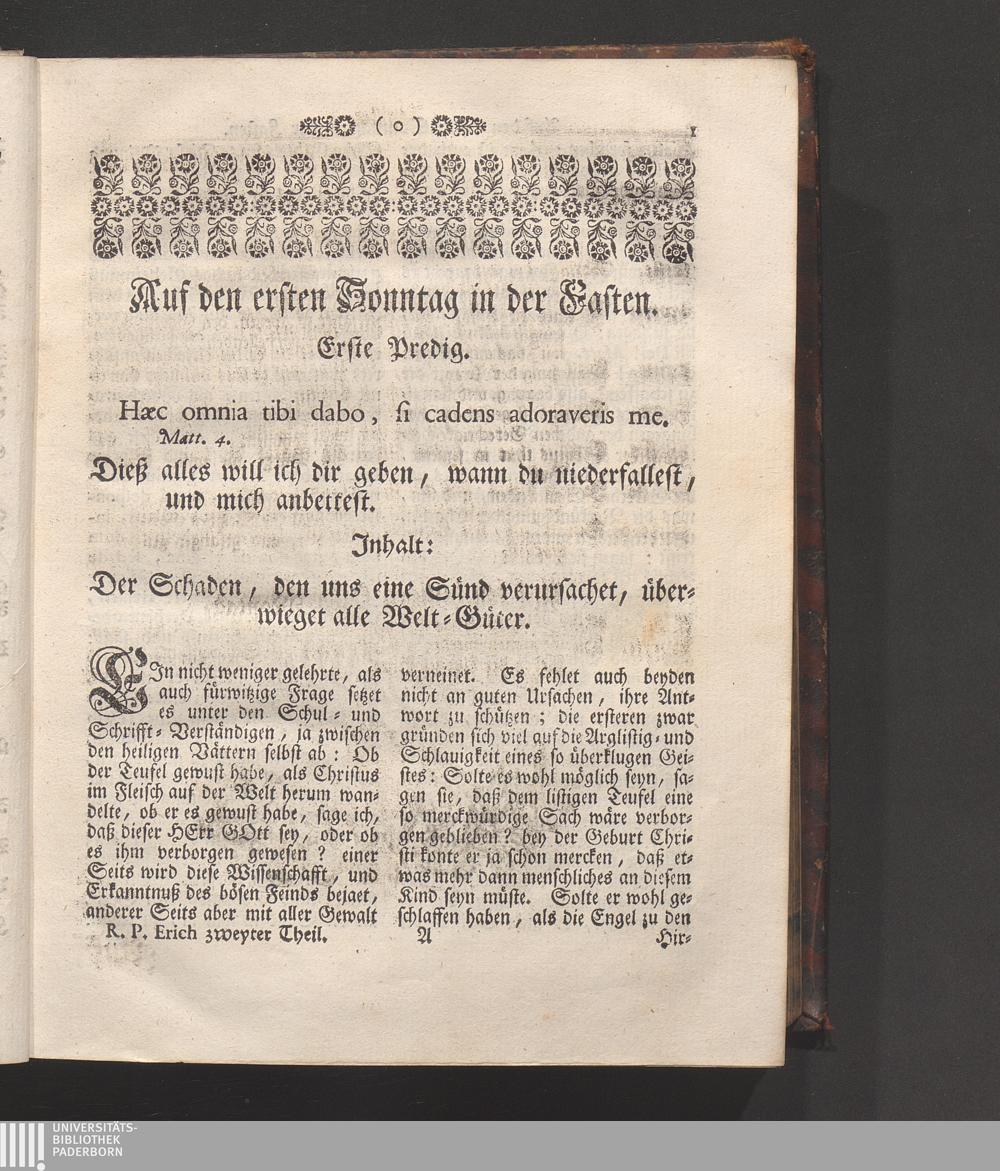 ( o ) 1
Auf den ersten Sonntag in der Fasten.
Erste Predig.
Hæc omnia tibi dabo, si cadens adoraveris me.
Matt. 4.
Dieß alles will ich dir geben, wann du niederfallest,
und mich anbettest.
Inhalt:
Der Schaden, den uns eine Sünd verursachet, über-
wieget alle Welt-Güter.
EIn nicht weniger gelehrte, als
auch fürwitzige Frage setzet
es unter den Schul- und
Schrifft-Verständigen, ja zwischen
den heiligen Vättern selbst ab: Ob
der Teufel gewust habe, als Christus
im Fleisch auf der Welt herum wan-
delte, ob er es gewust habe, sage ich,
daß dieser HErr GOtt sey, oder ob
es ihm verborgen gewesen? einer
Seits wird diese Wissenschafft, und
Erkanntnuß des bösen Feinds bejaet,
anderer Seits aber mit aller Gewalt
verneinet. Es fehlet auch beyden
nicht an guten Ursachen, ihre Ant-
wort zu schützen; die ersteren zwar
gründen sich viel auf die Arglistig- und
Schlauigkeit eines so überklugen Gei-
stes: Solte es wohl möglich seyn, sa-
gen sie, daß dem listigen Teufel eine
so merckwürdige Sach wäre verbor-
gen geblieben? bey der Geburt Chri-
sti konte er ja schon mercken, daß et-
was mehr dann menschliches an diesem
Kind seyn müste. Solte er wohl ge-
schlaffen haben, als die Engel zu den
R. P. Erich zweyter Theil. A Hir-
UNIVERSITÄTS-
BIBLIOTHEK
PADERBORN